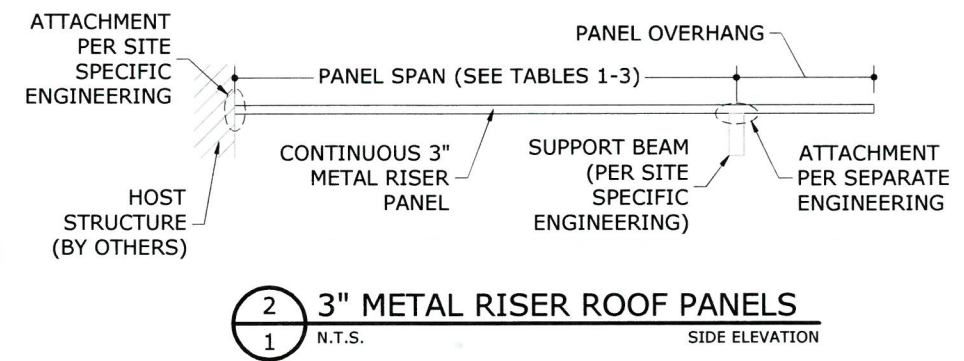 ATTACHMENT
PER SITE
SPECIFIC
ENGINEERING
PANEL OVERHANG
PANEL SPAN (SEE TABLES 1-3)
CONTINUOUS 3"
METAL RISER
PANEL
SUPPORT BEAM
(PER SITE
SPECIFIC
ENGINEERING)
ATTACHMENT
PER SEPARATE
ENGINEERING
HOST
STRUCTURE
(BY OTHERS)
2
1
3" METAL RISER ROOF PANELS
N.T.S.
SIDE ELEVATION